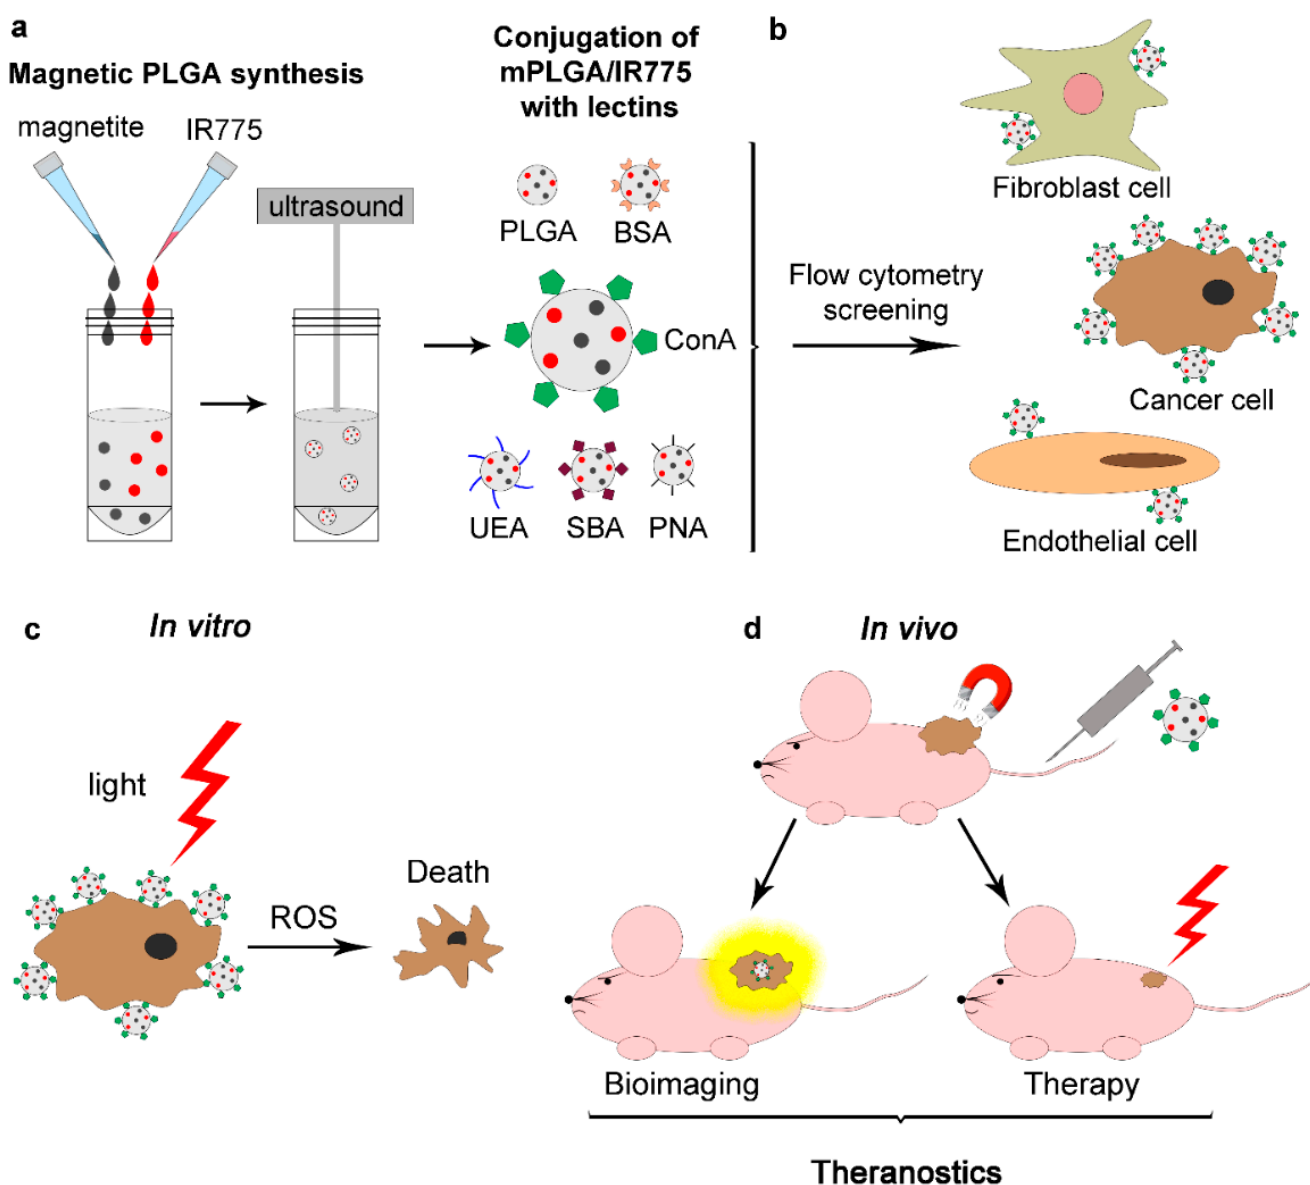 a
Magnetic PLGA synthesis
magnetite
IR775
ultrasound
Conjugation of
mPLGA/IR775
with lectins
PLGA
BSA
ConA
UEA
SBA
PNA
b
Flow cytometry
screening
Fibroblast cell
Cancer cell
Endothelial cell
c
In vitro
light
ROS
Death
d
In vivo
Bioimaging
Therapy
Theranostics